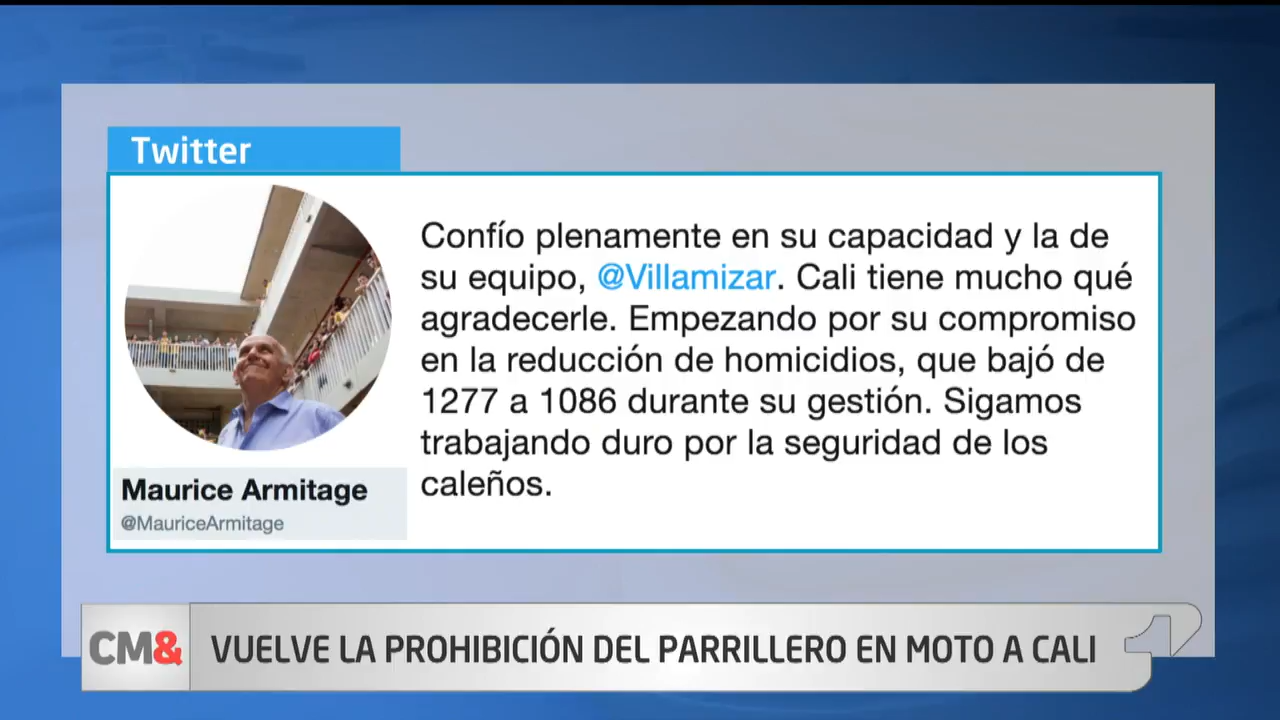 Twitter
Confío plenamente en su capacidad y la de
su equipo, @Villamizar. Cali tiene mucho qué
agradecerle. Empezando por su compromiso
en la reducción de homicidios, que bajó de
1277 a 1086 durante su gestión. Sigamos
trabajando duro por la seguridad de los
caleños.
Maurice Armitage
@MauriceArmitage
CM&
VUELVE LA PROHIBICIÓN DEL PARRILLERO EN MOTO A CALI
1